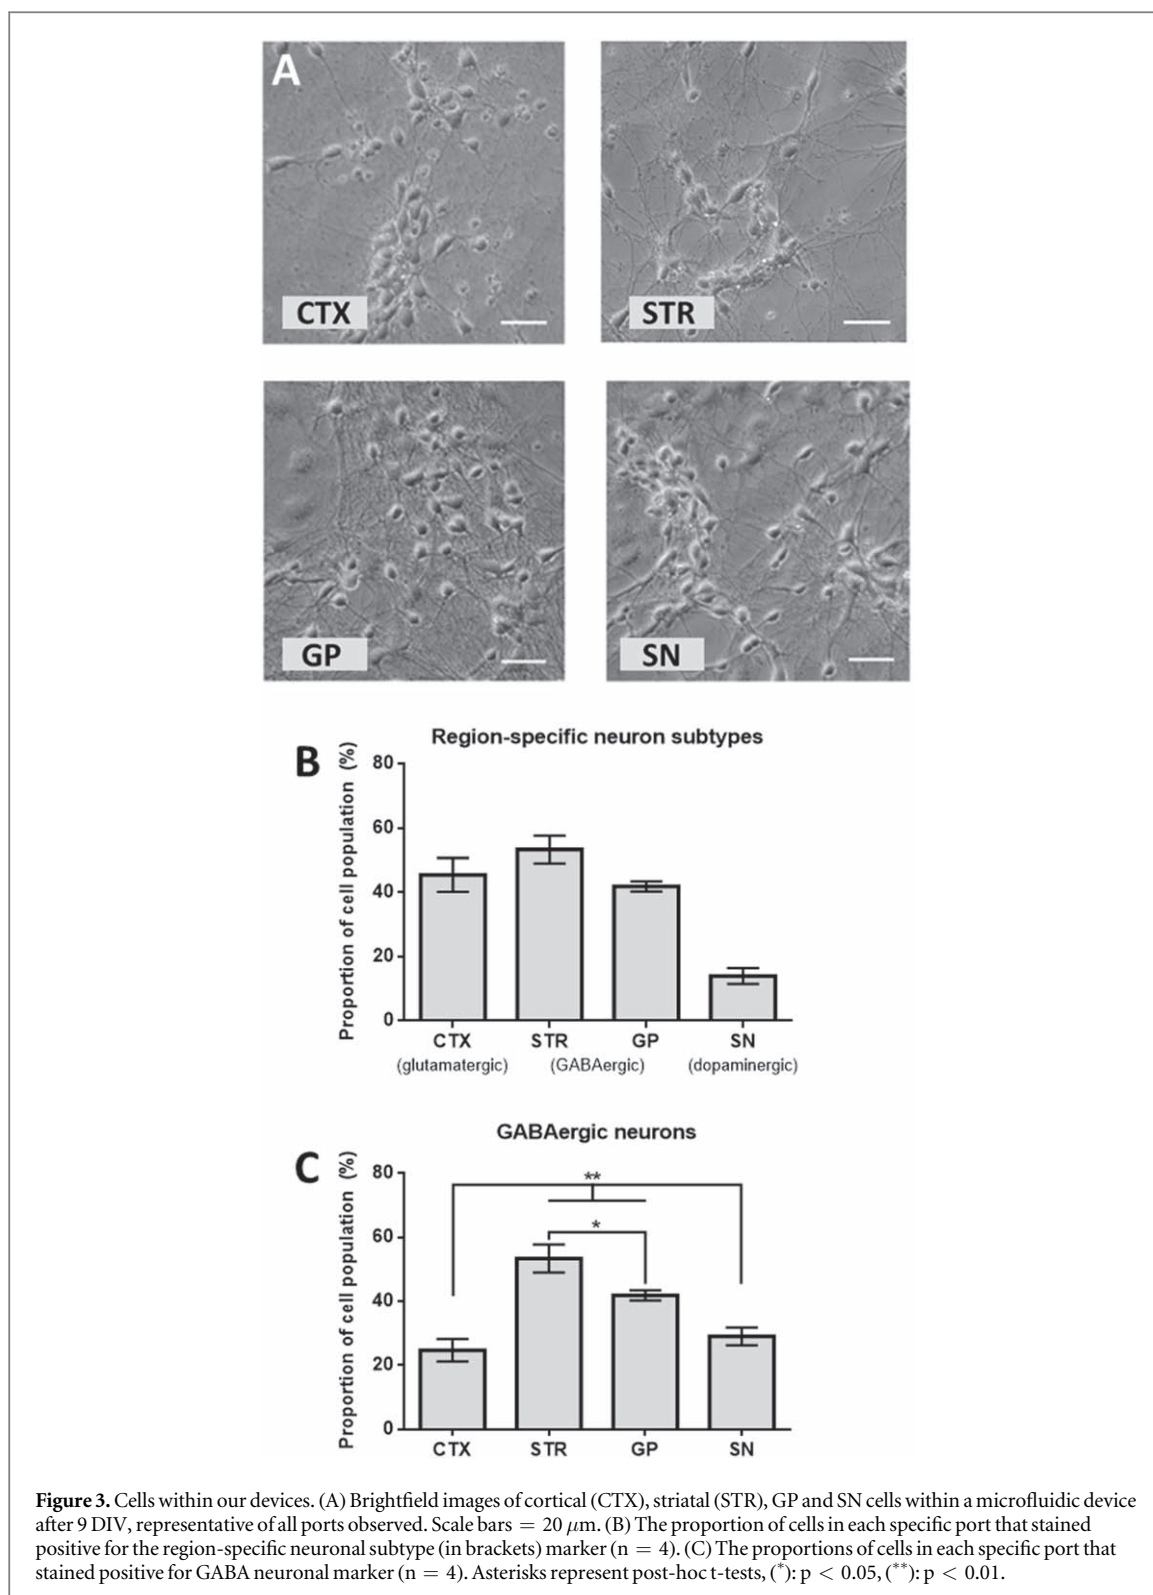 A
CTX
STR
GP
SN
B
Region-specific neuron subtypes
Proportion of cell population (%)
80
60
40
20
0
CTX
STR
GP
SN
(glutamatergic)
(GABAergic)
(dopaminergic)
C
GABAergic neurons
Proportion of cell population (%)
80
60
40
20
0
**
*
CTX
STR
GP
SN
Figure 3. Cells within our devices. (A) Brightfield images of cortical (CTX), striatal (STR), GP and SN cells within a microfluidic device
after 9 DIV, representative of all ports observed. Scale bars = 20 μm. (B) The proportion of cells in each specific port that stained
positive for the region-specific neuronal subtype (in brackets) marker (n = 4). (C) The proportions of cells in each specific port that
stained positive for GABA neuronal marker (n = 4). Asterisks represent post-hoc t-tests, (*): p < 0.05, (**): p < 0.01.